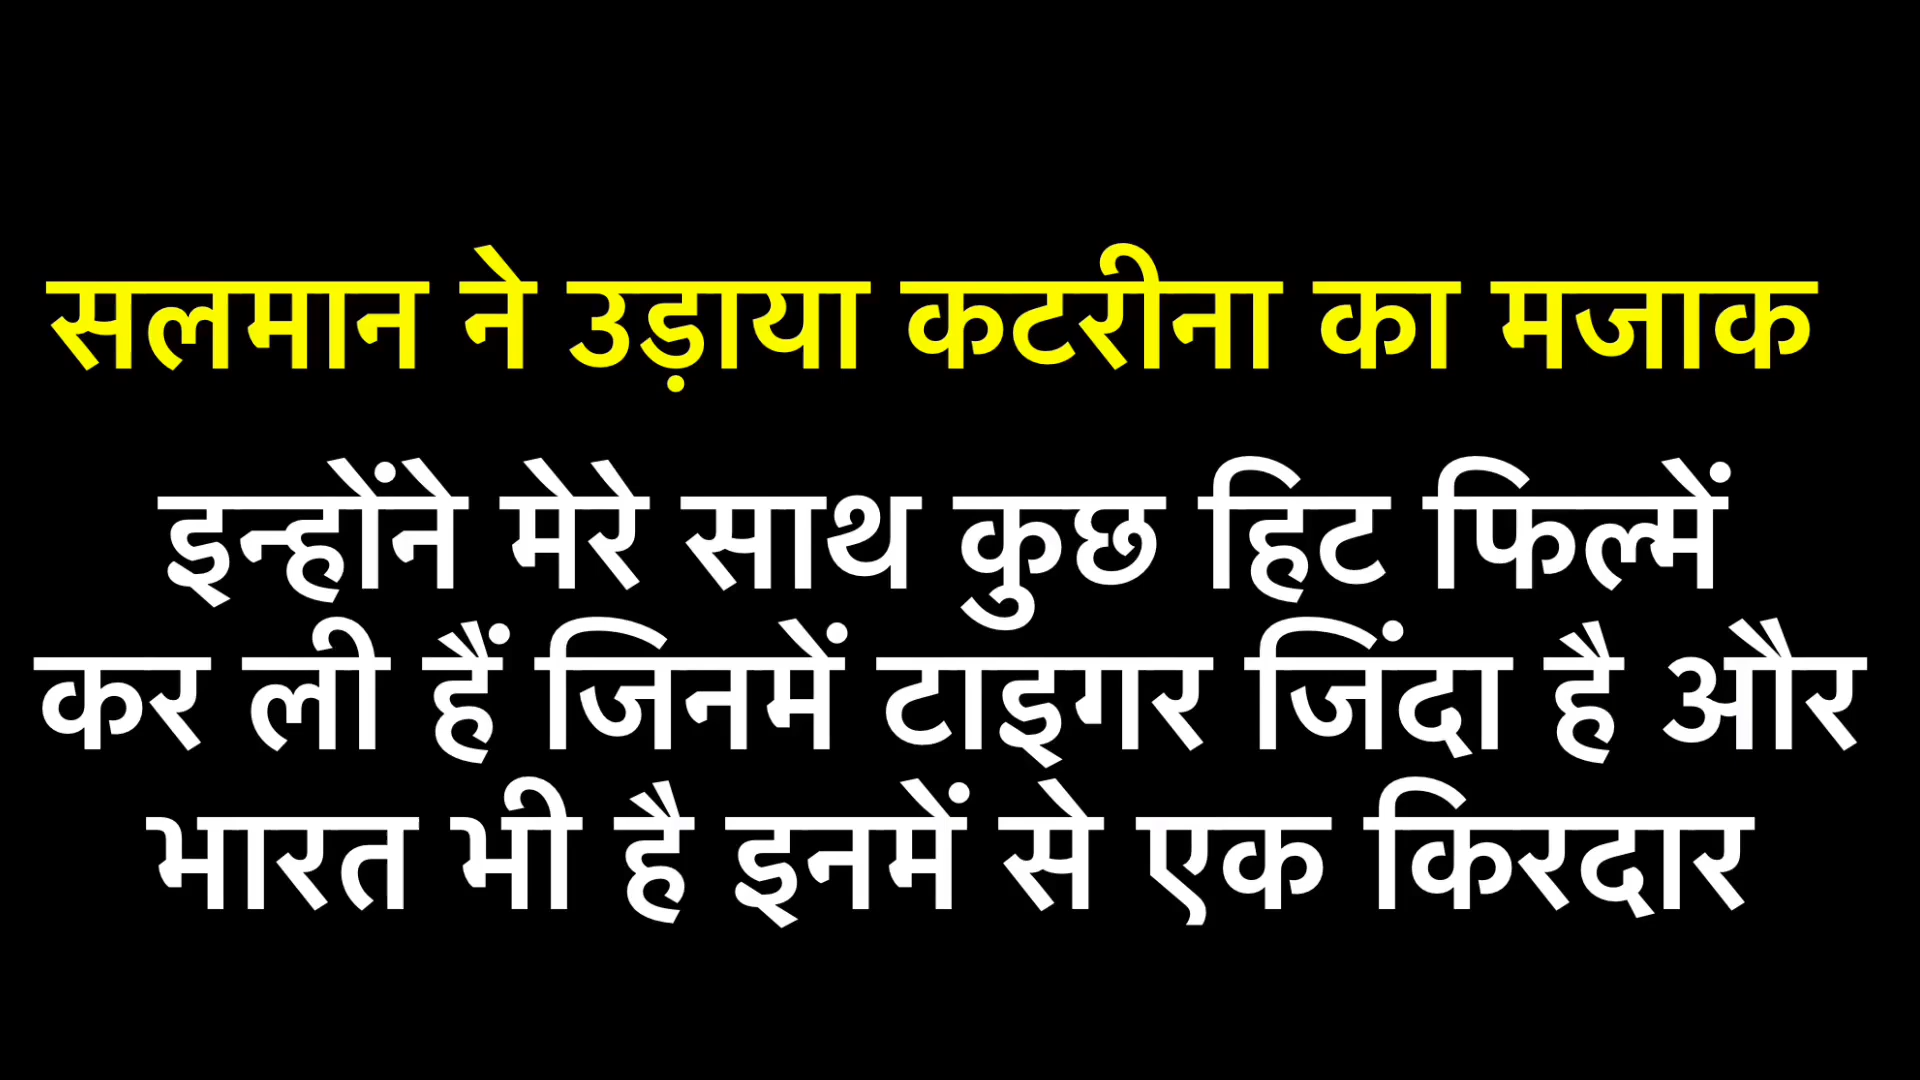 सलमान ने उड़ाया कटरीना का मजाक
इन्होंने मेरे साथ कुछ हिट फिल्में
कर ली हैं जिनमें टाइगर जिंदा है और
भारत भी है इनमें से एक किरदार